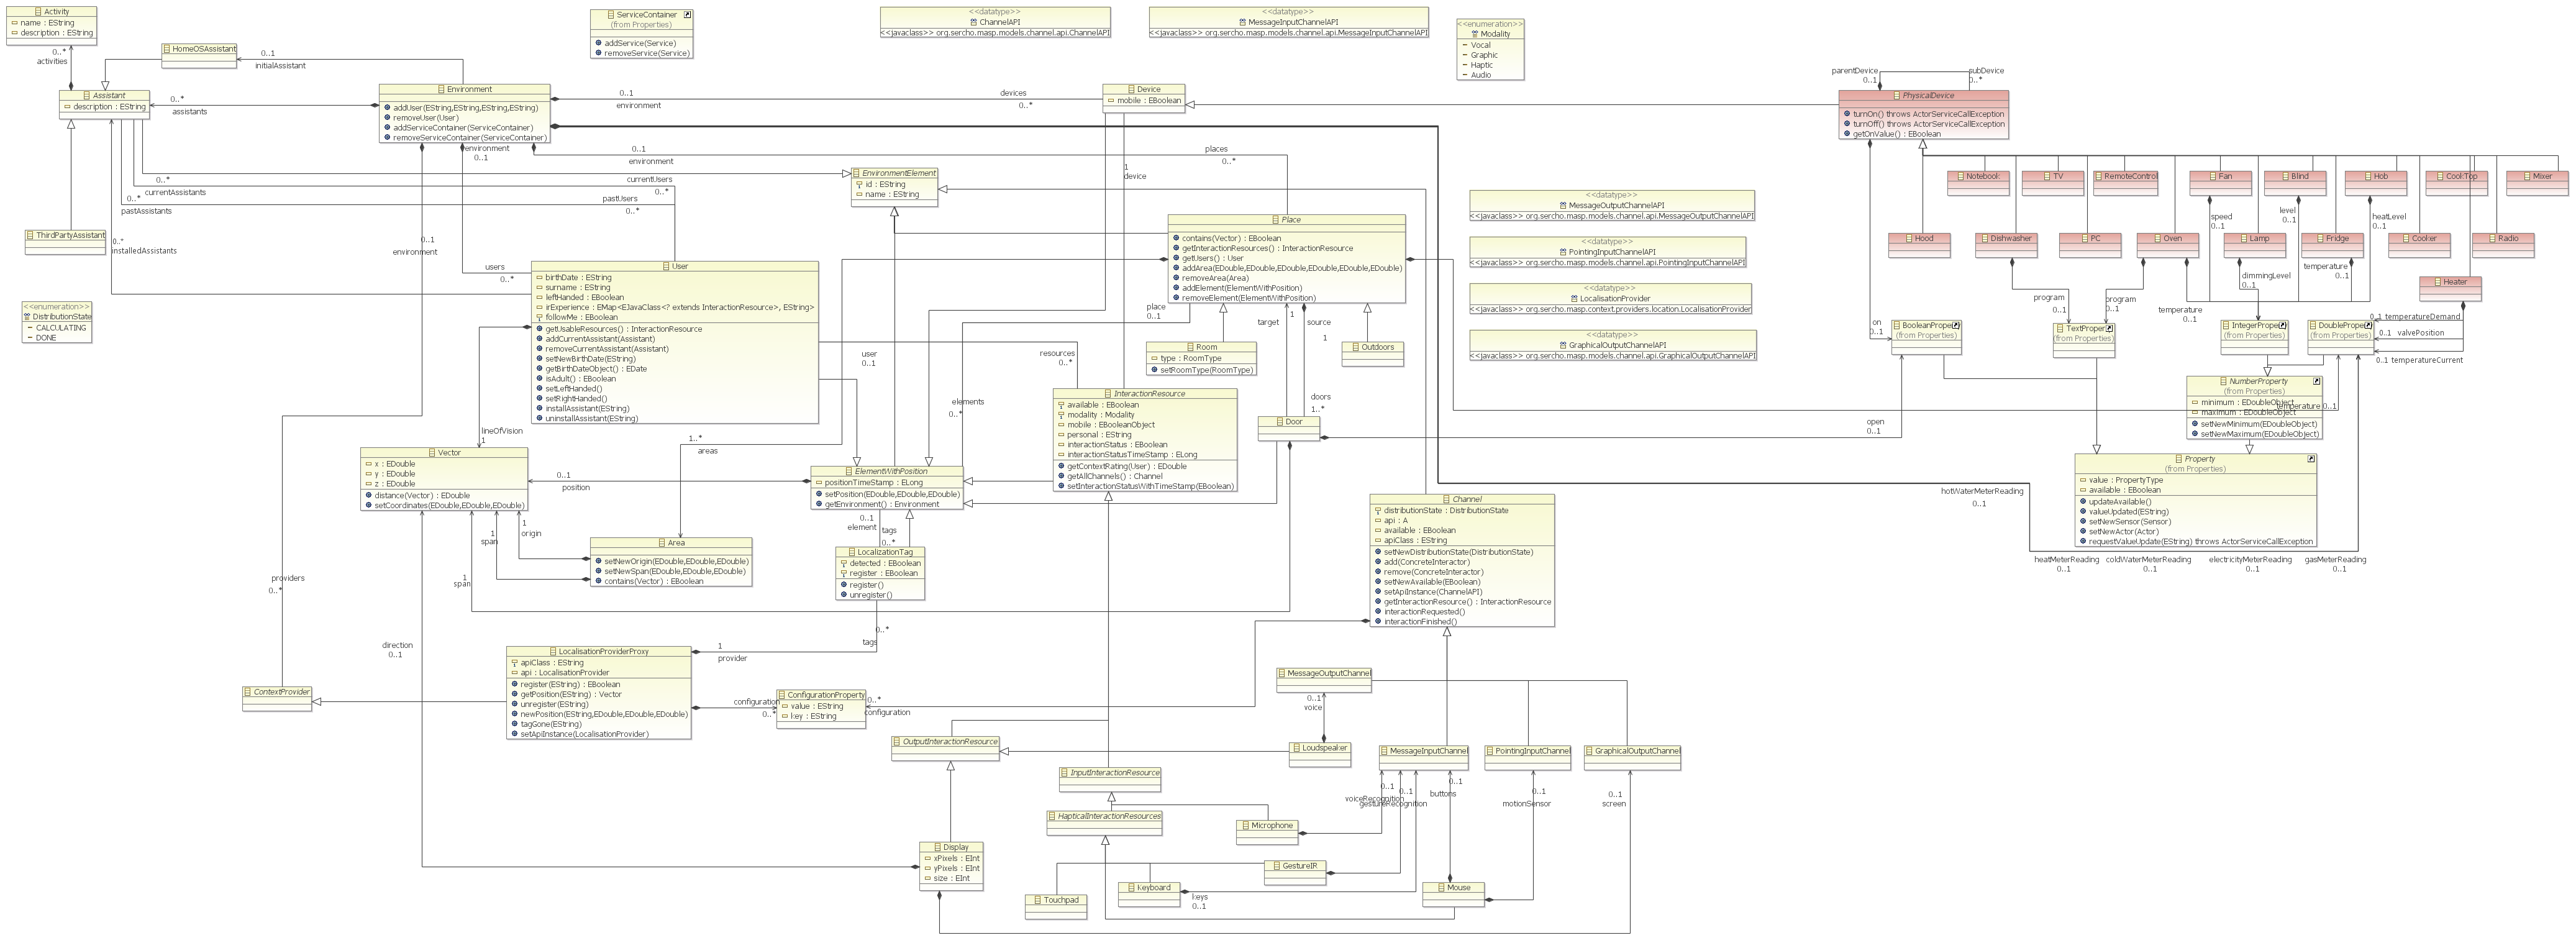 Activity
name : EString
description : EString
0..*
activities
HomeOSAssistant
0..1
initialAssistant
Assistant
description : EString
0..*
assistants
ThirdPartyAssistant
0..*
installedAssistants
<<enumeration>>
DistributionState
CALCULATING
DONE
ServiceContainer
(from Properties)
addService(Service)
removeService(Service)
<<datatype>>
ChannelAPI
<<javaclass>> org.sercho.masp.models.channel.api.ChannelAPI
<<datatype>>
MessageInputChannelAPI
<<javaclass>> org.sercho.masp.models.channel.api.MessageInputChannelAPI
<<enumeration>>
Modality
Vocal
Graphic
Haptic
Audio
Environment
addUser(EString,EString,EString,EString)
removeUser(User)
addServiceContainer(ServiceContainer)
removeServiceContainer(ServiceContainer)
0..1
environment
devices
0..*
environment
0..1
0..1
environment
places
0..*
0..1
environment
users
0..*
0..*
currentAssistants
currentUsers
0..*
0..*
pastAssistants
pastUsers
0..*
Device
mobile : EBoolean
1
device
EnvironmentElement
id : EString
name : EString
User
birthDate : EString
surname : EString
leftHanded : EBoolean
irExperience : EMap<EJavaClass<? extends InteractionResource>, EString>
followMe : EBoolean
getUsableResources() : InteractionResource
addCurrentAssistant(Assistant)
removeCurrentAssistant(Assistant)
setNewBirthDate(EString)
getBirthDateObject() : EDate
isAdult() : EBoolean
setLeftHanded()
setRightHanded()
installAssistant(EString)
uninstallAssistant(EString)
user
0..1
resources
0..*
lineOfVision
1
Place
contains(Vector) : EBoolean
getInteractionResources() : InteractionResource
getUsers() : User
addArea(EDouble,EDouble,EDouble,EDouble,EDouble,EDouble)
removeArea(Area)
addElement(ElementWithPosition)
removeElement(ElementWithPosition)
place
0..1
target
1
source
1
Room
type : RoomType
setRoomType(RoomType)
Outdoors
elements
0..*
doors
1..*
Door
open
0..1
1..*
areas
InteractionResource
available : EBoolean
modality : Modality
mobile : EBooleanObject
personal : EString
interactionStatus : EBoolean
interactionStatusTimeStamp : ELong
getContextRating(User) : EDouble
getAllChannels() : Channel
setInteractionStatusWithTimeStamp(EBoolean)
Vector
x : EDouble
y : EDouble
z : EDouble
distance(Vector) : EDouble
setCoordinates(EDouble,EDouble,EDouble)
0..1
position
ElementWithPosition
positionTimeStamp : ELong
setPosition(EDouble,EDouble,EDouble)
getEnvironment() : Environment
0..1
element
tags
0..*
1
origin
1
span
1
span
Area
setNewOrigin(EDouble,EDouble,EDouble)
setNewSpan(EDouble,EDouble,EDouble)
contains(Vector) : EBoolean
LocalizationTag
detected : EBoolean
register : EBoolean
register()
unregister()
0..*
tags
providers
0..*
direction
0..1
ContextProvider
LocalisationProviderProxy
apiClass : EString
api : LocalisationProvider
register(EString) : EBoolean
getPosition(EString) : Vector
unregister(EString)
newPosition(EString,EDouble,EDouble,EDouble)
tagGone(EString)
setApiInstance(LocalisationProvider)
1
provider
configuration
0..*
ConfigurationProperty
value : EString
key : EString
0..*
configuration
Channel
distributionState : DistributionState
api : A
available : EBoolean
apiClass : EString
setNewDistributionState(DistributionState)
add(ConcreteInteractor)
remove(ConcreteInteractor)
setNewAvailable(EBoolean)
setApiInstance(ChannelAPI)
getInteractionResource() : InteractionResource
interactionRequested()
interactionFinished()
MessageOutputChannel
0..1
voice
OutputInteractionResource
Loudspeaker
MessageInputChannel
PointingInputChannel
GraphicalOutputChannel
InputInteractionResource
HapticalInteractionResources
Microphone
0..1
voiceRecognition
0..1
gestureRecognition
0..1
buttons
0..1
motionSensor
0..1
screen
Display
xPixels : EInt
yPixels : EInt
size : EInt
Touchpad
Keyboard
keys
0..1
GestureIR
Mouse
<<datatype>>
MessageOutputChannelAPI
<<javaclass>> org.sercho.masp.models.channel.api.MessageOutputChannelAPI
<<datatype>>
PointingInputChannelAPI
<<javaclass>> org.sercho.masp.models.channel.api.PointingInputChannelAPI
<<datatype>>
LocalisationProvider
<<javaclass>> org.sercho.masp.context.providers.location.LocalisationProvider
<<datatype>>
GraphicalOutputChannelAPI
<<javaclass>> org.sercho.masp.models.channel.api.GraphicalOutputChannelAPI
parentDevice
0..1
subDevice
0..*
PhysicalDevice
turnOn() throws ActorServiceCallException
turnOff() throws ActorServiceCallException
getOnValue() : EBoolean
Notebook
TV
RemoteControl
Fan
Blind
Hob
CookTop
Mixer
speed
0..1
level
0..1
heatLevel
0..1
Hood
Dishwasher
PC
Oven
Lamp
Fridge
Cooker
Radio
dimmingLevel
0..1
temperature
0..1
Heater
program
0..1
program
0..1
temperature
0..1
on
0..1
0..1 temperatureDemand
0..1 valvePosition
0..1 temperatureCurrent
BooleanPrope
(from Properties)
TextProper
(from Properties)
IntegerPrope
(from Properties)
DoublePrope
(from Properties)
NumberProperty
(from Properties)
minimum : EDoubleObject
maximum : EDoubleObject
setNewMinimum(EDoubleObject)
setNewMaximum(EDoubleObject)
temperature 0..1
Property
(from Properties)
value : PropertyType
available : EBoolean
updateAvailable()
valueUpdated(EString)
setNewSensor(Sensor)
setNewActor(Actor)
requestValueUpdate(EString) throws ActorServiceCallException
hotWaterMeterReading
0..1
heatMeterReading
0..1
coldWaterMeterReading
0..1
electricityMeterReading
0..1
gasMeterReading
0..1